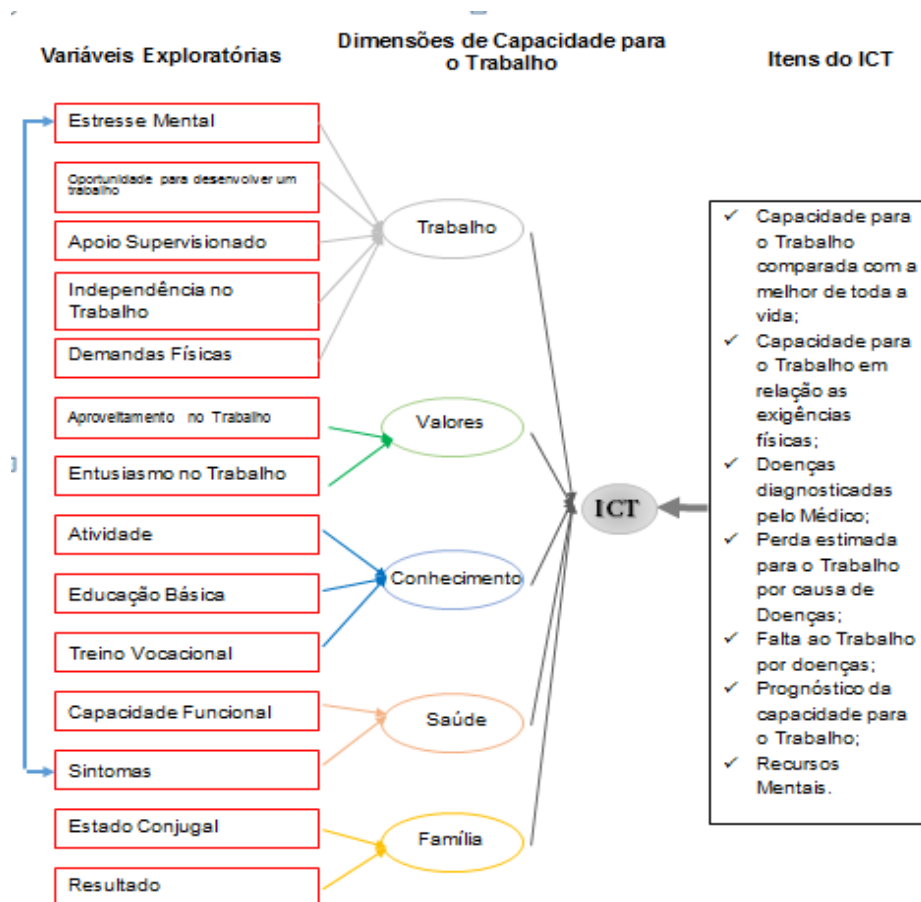 Variáveis Exploratórias
Dimensões de Capacidade para
o Trabalho
Itens do ICT
Estresse Mental
Oportunidade para desenvolver um
trabalho
Apoio Supervisionado
Independência no
Trabalho
Demandas Físicas
Aproveitamento no Trabalho
Entusiasmo no Trabalho
Atividade
Educação Básica
Treino Vocacional
Capacidade Funcional
Sintomas
Estado Conjugal
Resultado
Trabalho
Valores
Conhecimento
Saúde
Família
ICT
✓ Capacidade para
o Trabalho
comparada com a
melhor de toda a
vida;
✓ Capacidade para
o Trabalho em
relação as
exigências
físicas;
✓ Doenças
diagnosticadas
pelo Médico;
✓ Perda estimada
para o Trabalho
por causa de
Doenças;
✓ Falta ao Trabalho
por doenças;
✓ Prognóstico da
capacidade para
o Trabalho;
✓ Recursos
Mentais.